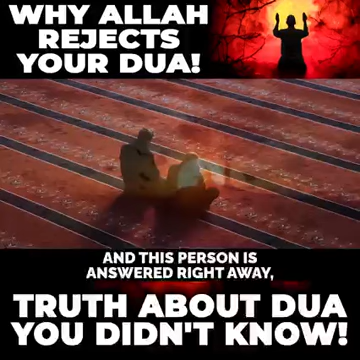 WHY ALLAH
REJECTS
YOUR DUA!
AND THIS PERSON IS
ANSWERED RIGHT AWAY,
TRUTH ABOUT DUA
YOU DIDN'T KNOW!